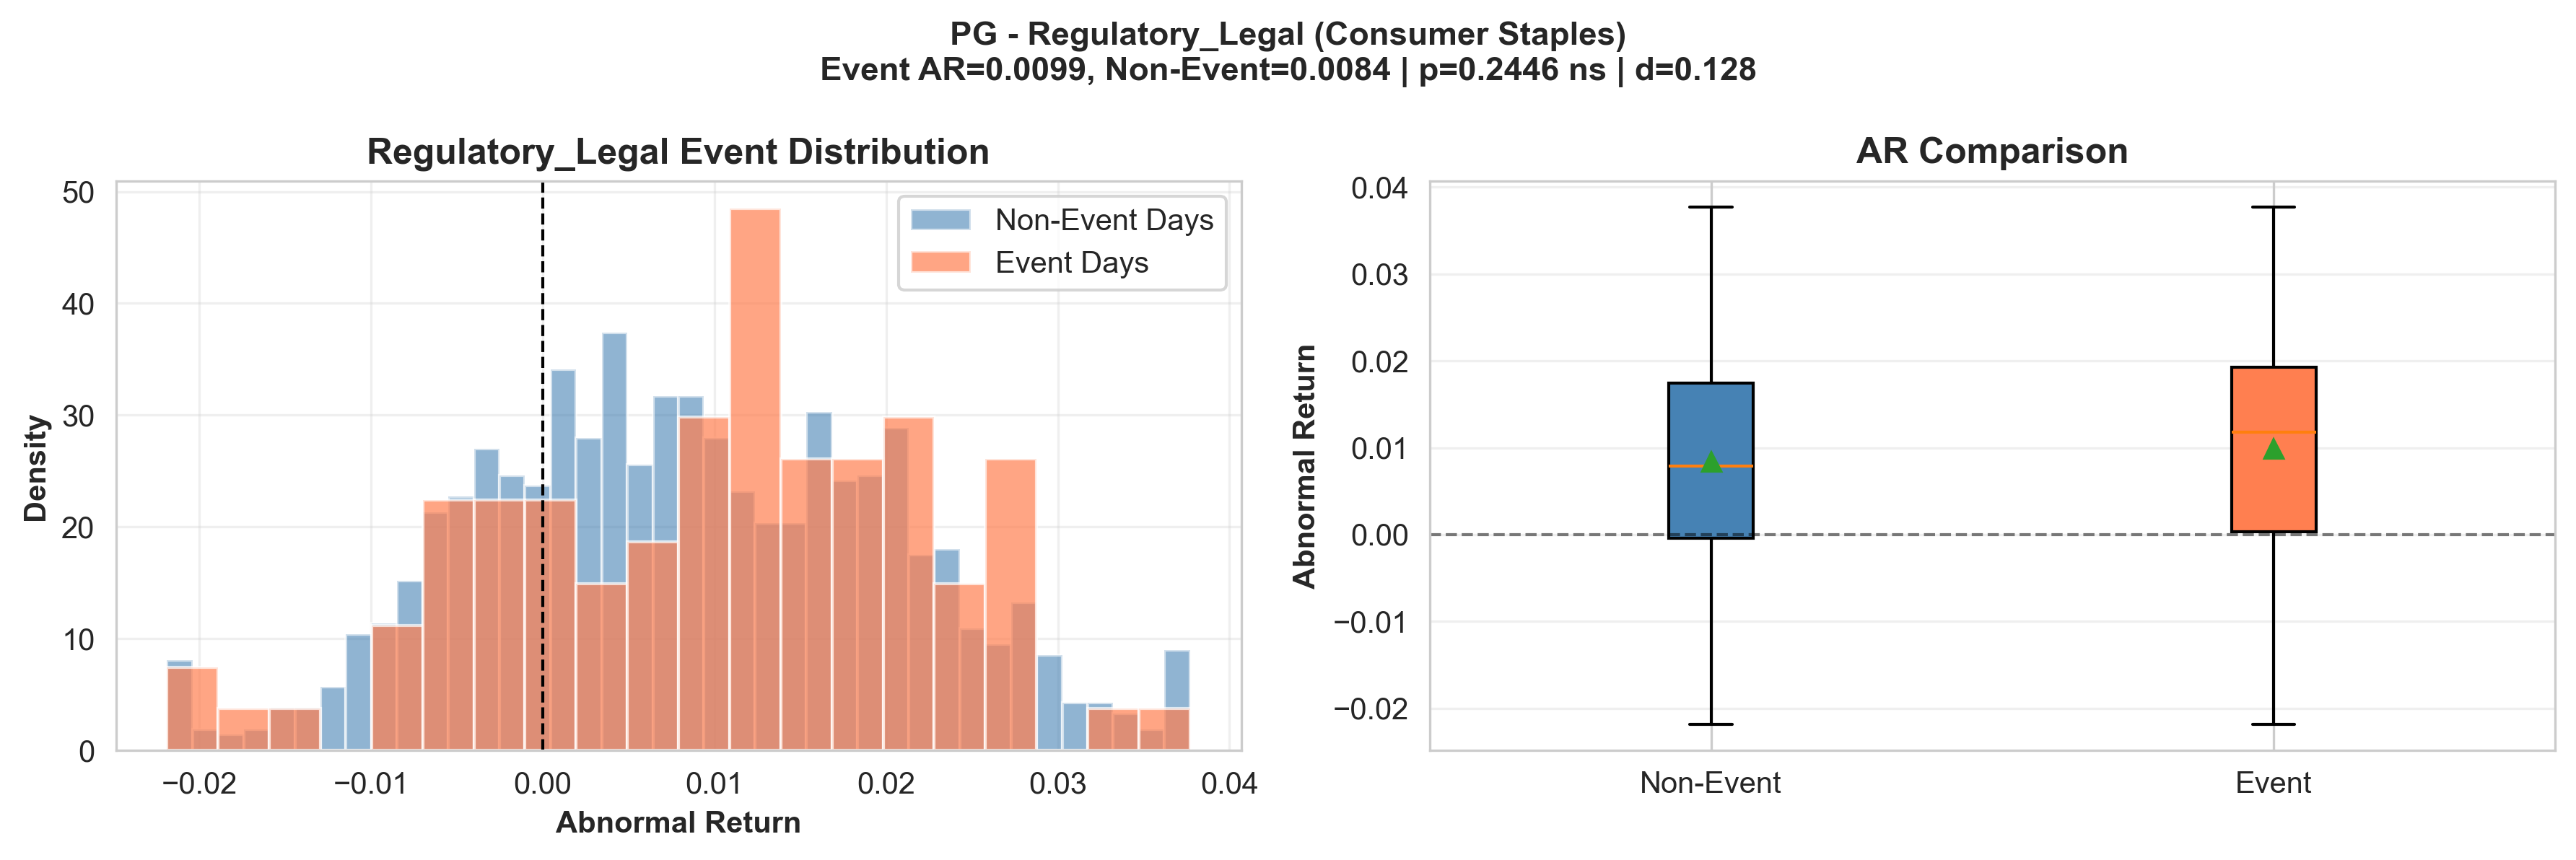 PG - Regulatory_Legal (Consumer Staples)
Event AR=0.0099, Non-Event=0.0084 | p=0.2446 ns | d=0.128
Regulatory_Legal Event Distribution
50
40
30
20
10
0
Density
Non-Event Days
Event Days
−0.02
−0.01
0.00
0.01
0.02
0.03
0.04
Abnormal Return
AR Comparison
0.04
0.03
0.02
0.01
0.00
−0.01
−0.02
Abnormal Return
Non-Event
Event